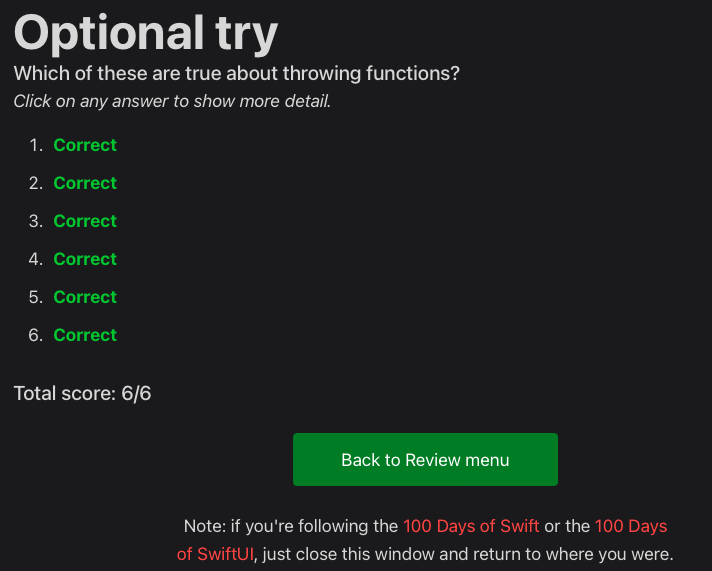 Optional try
Which of these are true about throwing functions?
Click on any answer to show more detail.
1. Correct
2. Correct
3. Correct
4. Correct
5. Correct
6. Correct
Total score: 6/6
Back to Review menu
Note: if you're following the 100 Days of Swift or the 100 Days
of SwiftUI, just close this window and return to where you were.